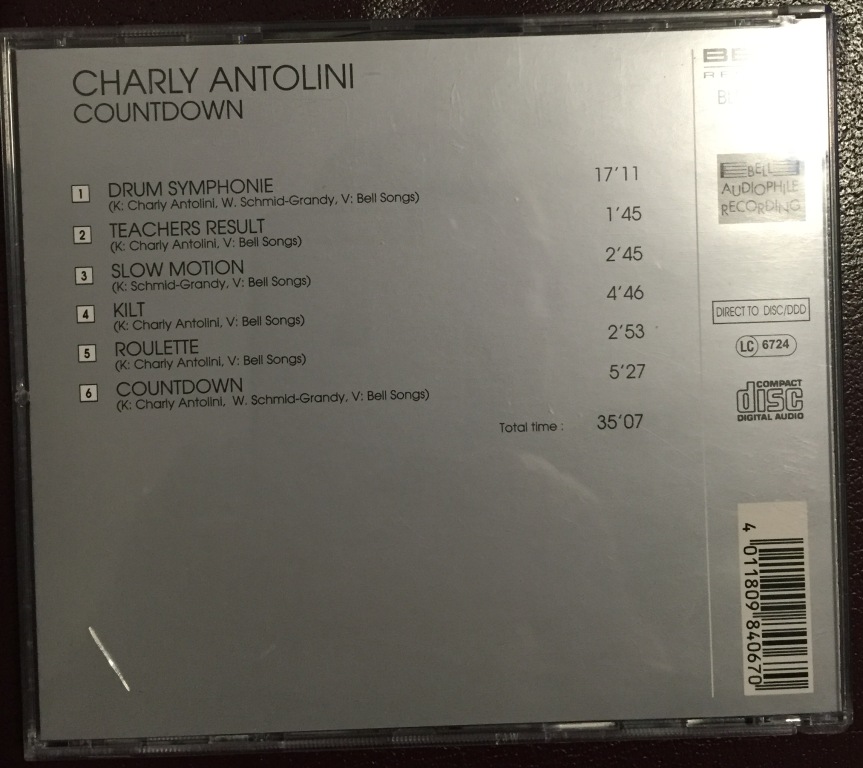 CHARLY ANTOLINI
COUNTDOWN
1 DRUM SYMPHONIE 17'11
(K: Charly Antolini, W. Schmid-Grandy, V: Bell Songs)
2 TEACHERS RESULT 1'45
(K: Charly Antolini, V: Bell Songs)
3 SLOW MOTION 2'45
(K: Schmid-Grandy, V: Bell Songs)
4 KILT 4'46
(K: Charly Antolini, V: Bell Songs)
5 ROULETTE 2'53
(K: Charly Antolini, V: Bell Songs)
6 COUNTDOWN 5'27
(K: Charly Antolini, W. Schmid-Grandy, V: Bell Songs)
Total time : 35'07
BELL
AUDIOPHILE
RECORDING
DIRECT TO DISC/DDD
LC 6724
COMPACT
disc
DIGITAL AUDIO
4 011809 840670